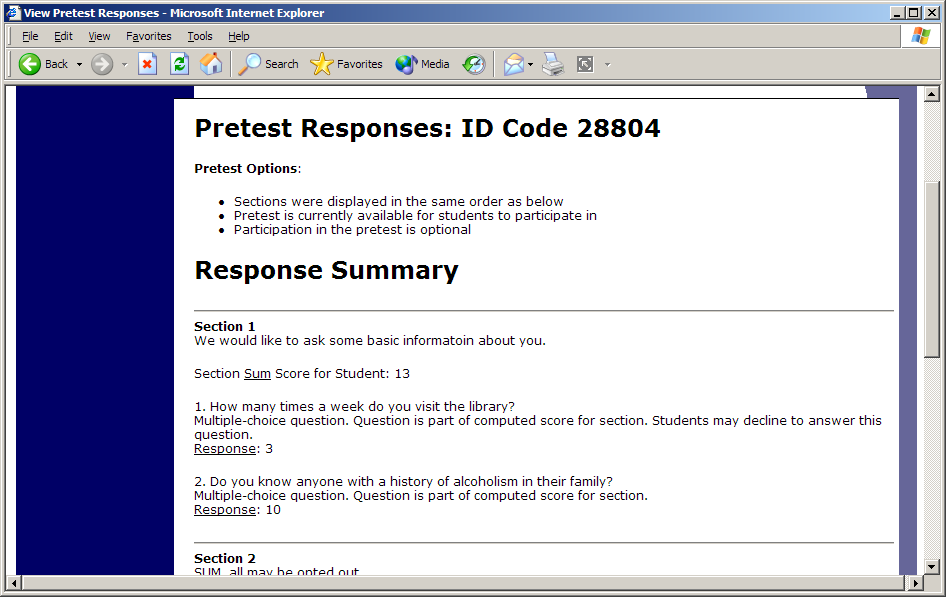 View Pretest Responses - Microsoft Internet Explorer
File Edit View Favorites Tools Help
Back Search Favorites Media
Pretest Responses: ID Code 28804
Pretest Options:
• Sections were displayed in the same order as below
• Pretest is currently available for students to participate in
• Participation in the pretest is optional
Response Summary
Section 1
We would like to ask some basic informatoin about you.
Section Sum Score for Student: 13
1. How many times a week do you visit the library?
Multiple-choice question. Question is part of computed score for section. Students may decline to answer this
question.
Response: 3
2. Do you know anyone with a history of alcoholism in their family?
Multiple-choice question. Question is part of computed score for section.
Response: 10
Section 2
SUM, all may be opted out